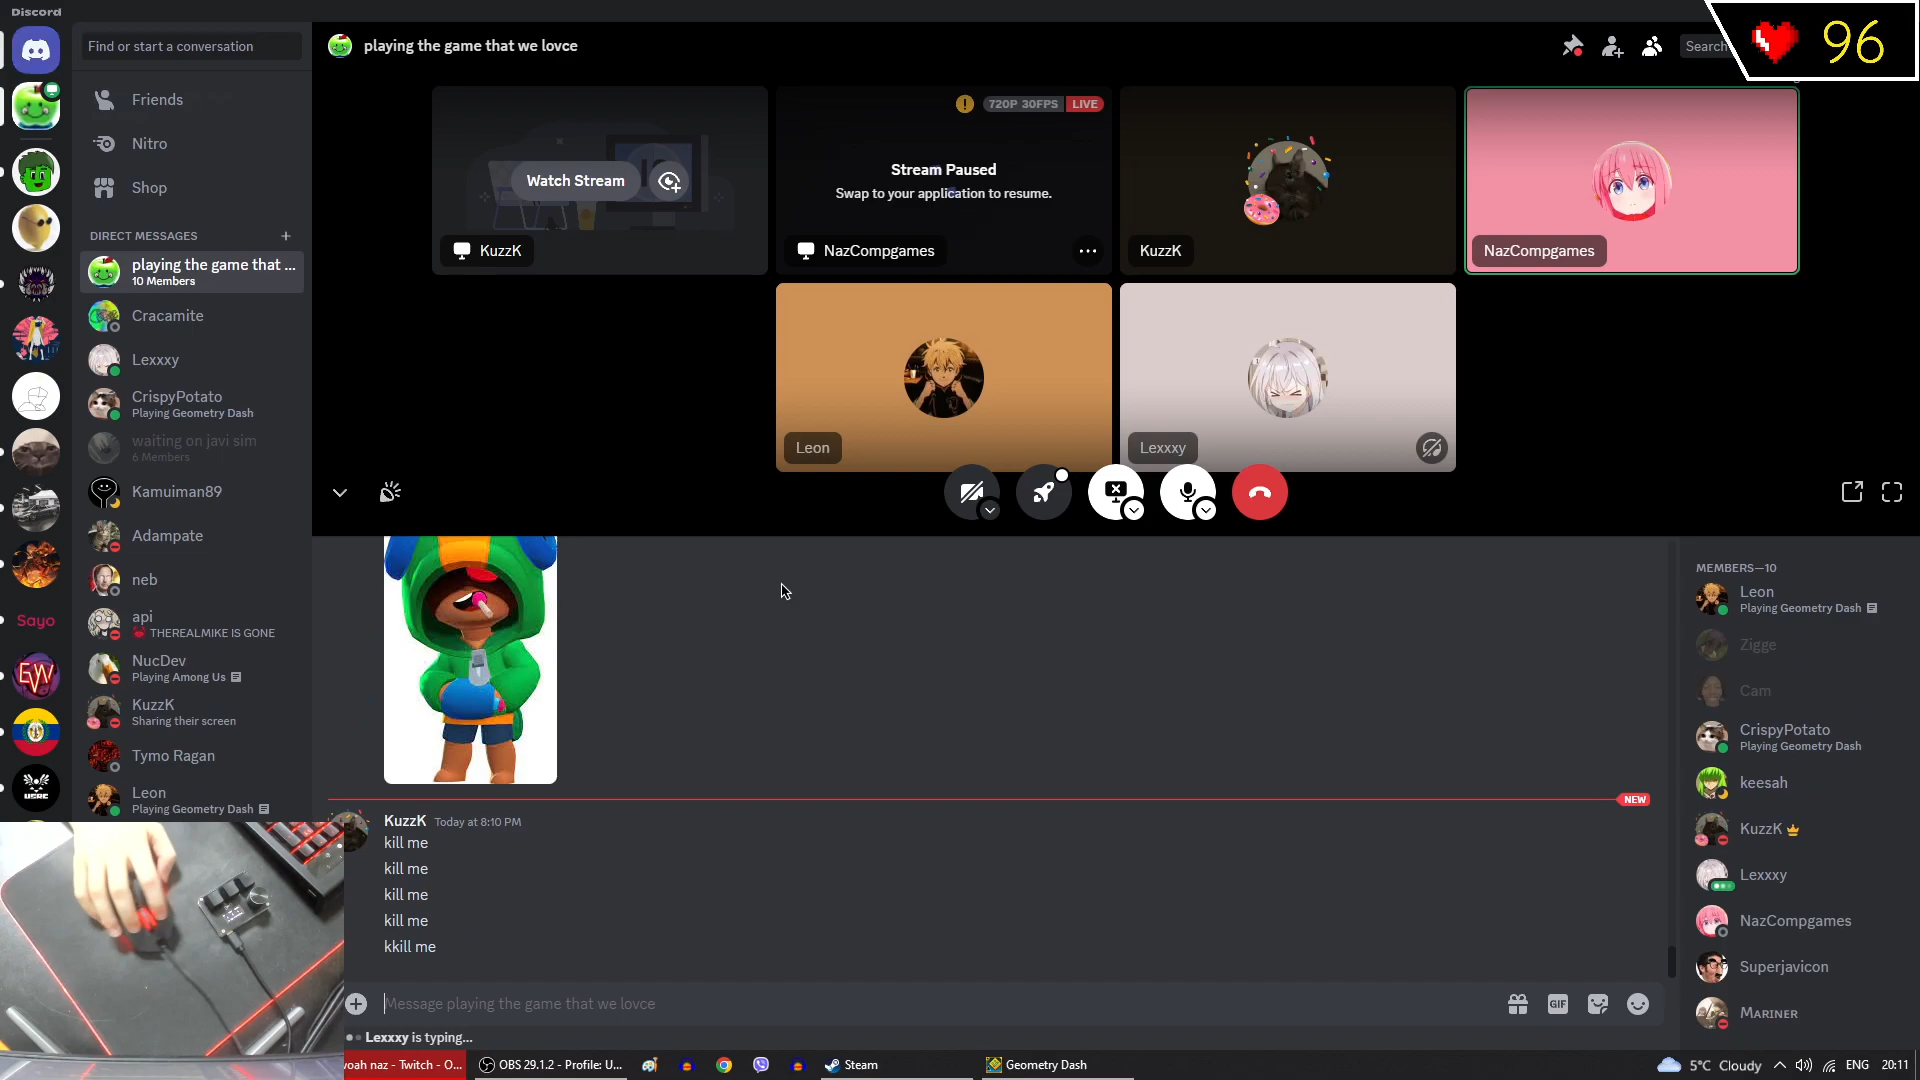 Discord
Find or start a conversation
playing the game that we lovce
Search
96
Friends
Nitro
Shop
DIRECT MESSAGES
playing the game that ...
10 Members
Cracamite
Lexxxy
CrispyPotato
Playing Geometry Dash
waiting on javi sim
6 Members
Kamuiman89
Adampate
neb
api
THEREALMIKE IS GONE
NucDev
Playing Among Us
KuzzK
Sharing their screen
Tymo Ragan
Leon
Playing Geometry Dash
Sayo
EW
USRC
Watch Stream
KuzzK
720P 30FPS
LIVE
Stream Paused
Swap to your application to resume.
NazCompgames
KuzzK
NazCompgames
Leon
Lexxxy
NEW
KuzzK Today at 8:10 PM
kill me
kill me
kill me
kill me
kkill me
Message playing the game that we lovce
GIF
Lexxxy is typing...
MEMBERS—10
Leon
Playing Geometry Dash
Zigge
Cam
CrispyPotato
Playing Geometry Dash
keesah
KuzzK
Lexxxy
NazCompgames
Superjavicon
MARINER
woah naz - Twitch - O...
OBS 29.1.2 - Profile: U...
Steam
Geometry Dash
5°C Cloudy
ENG
20:11